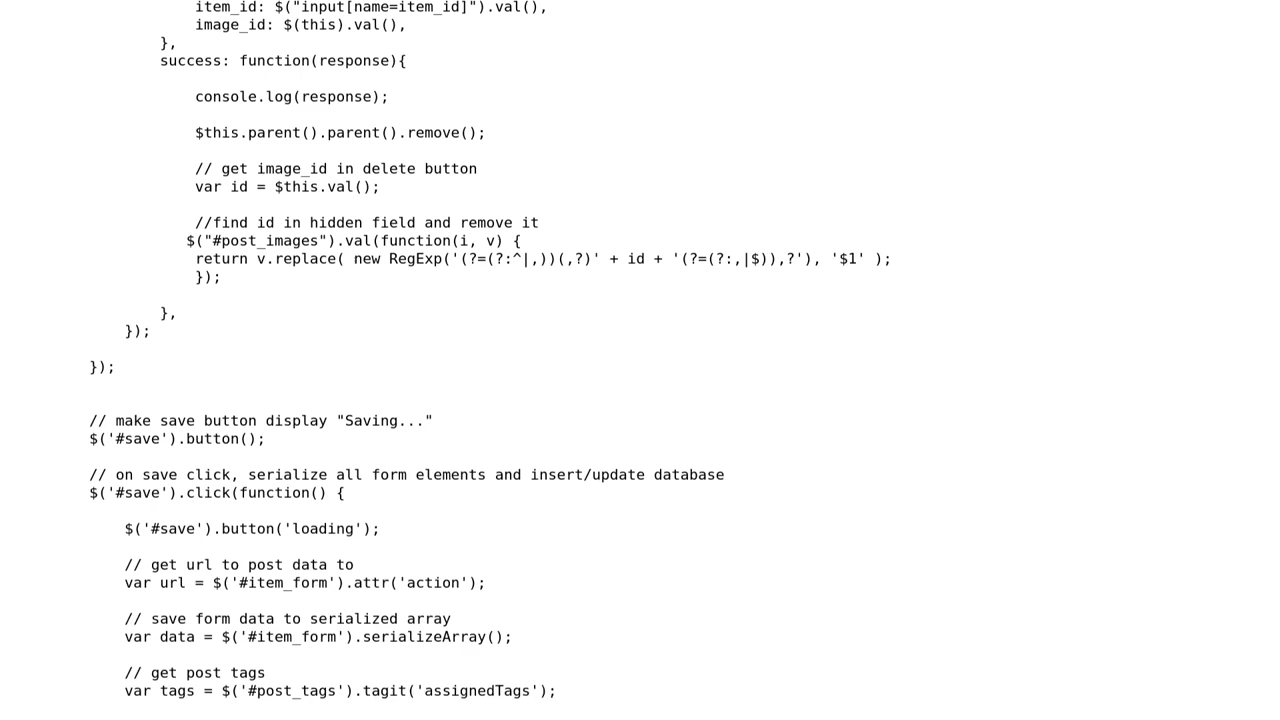 item_id: $("input[name=item_id]").val(),
image_id: $(this).val(),
},
success: function(response){
console.log(response);
$this.parent().parent().remove();
// get image_id in delete button
var id = $this.val();
//find id in hidden field and remove it
$("#post_images").val(function(i, v) {
return v.replace( new RegExp('(?=(?:^|,))(,?)' + id + '(?=(?:,|$)),?'), '$1' );
});
},
});
});
// make save button display "Saving..."
$('#save').button();
// on save click, serialize all form elements and insert/update database
$('#save').click(function() {
$('#save').button('loading');
// get url to post data to
var url = $('#item_form').attr('action');
// save form data to serialized array
var data = $('#item_form').serializeArray();
// get post tags
var tags = $('#post_tags').tagit('assignedTags');